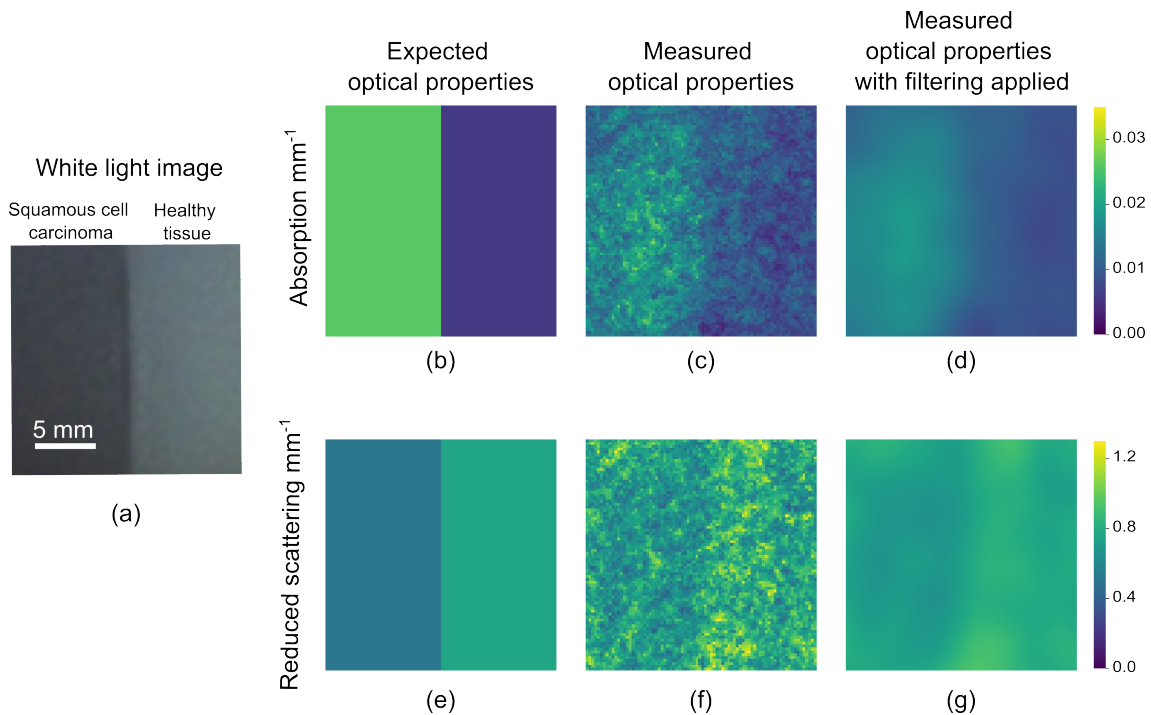 Expected
optical properties
Measured
optical properties
Measured
optical properties
with filtering applied
White light image
Squamous cell
carcinoma
Healthy
tissue
5 mm
(a)
Absorption mm⁻¹
(b)
(c)
(d)
0.03
0.02
0.01
0.00
Reduced scattering mm⁻¹
(e)
(f)
(g)
1.2
0.8
0.4
0.0